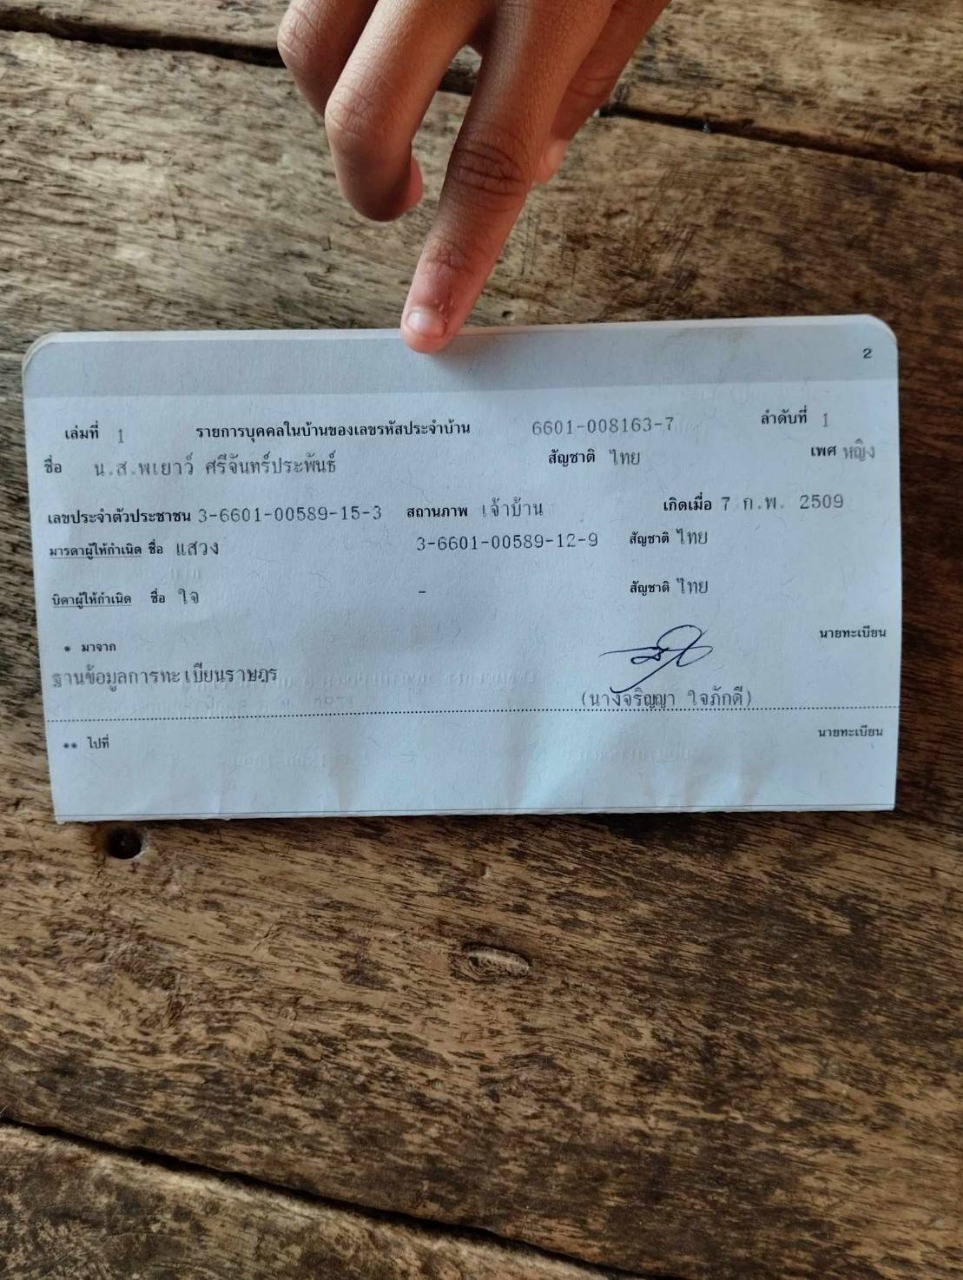 2
เล่มที่ 1 รายการบุคคลในบ้านของเลขรหัสประจำบ้าน 6601-008163-7 ลำดับที่ 1
ชื่อ น.ส.พเยาว์ ศรีจันทร์ประพันธ์ สัญชาติ ไทย เพศ หญิง
เลขประจำตัวประชาชน 3-6601-00589-15-3 สถานภาพ เจ้าบ้าน เกิดเมื่อ 7 ก.พ. 2509
มารดาผู้ให้กำเนิด ชื่อ แสวง 3-6601-00589-12-9 สัญชาติ ไทย
บิดาผู้ให้กำเนิด ชื่อ ใจ - สัญชาติ ไทย
* มาจาก นายทะเบียน
ฐานข้อมูลการทะเบียนราษฎร
(นางจริญญา ใจภักดี)
** ไปที่ นายทะเบียน